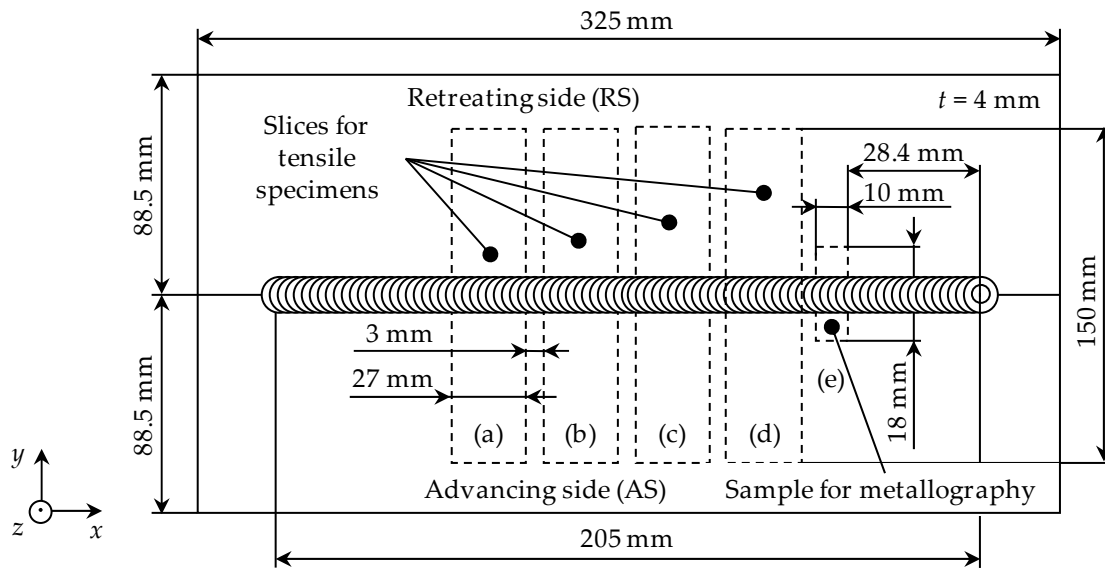 325 mm
Retreating side (RS)
t = 4 mm
Slices for
tensile
specimens
28.4 mm
10 mm
88.5 mm
150 mm
3 mm
27 mm
(e)
18 mm
88.5 mm
(a)
(b)
(c)
(d)
y
Advancing side (AS)
Sample for metallography
z
x
205 mm